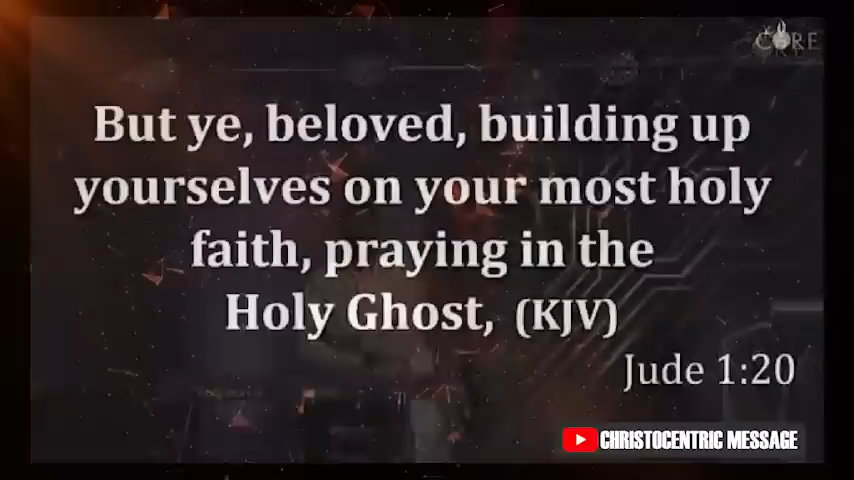 CORE
But ye, beloved, building up
yourselves on your most holy
faith, praying in the
Holy Ghost, (KJV)
Jude 1:20
CHRISTOCENTRIC MESSAGE